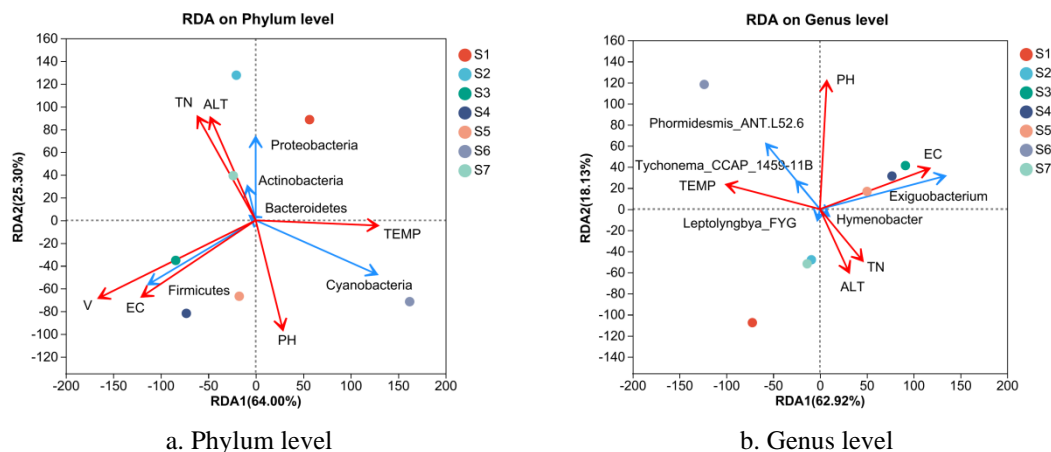 RDA on Phylum level
160
140
120
100
80
60
40
20
0
-20
-40
-60
-80
-100
-120
RDA2(25.30%)
TN ALT
Proteobacteria
Actinobacteria
Bacteroidetes
TEMP
Cyanobacteria
Firmicutes
V
EC
PH
-200 -150 -100 -50 0 50 100 150 200
RDA1(64.00%)
S1
S2
S3
S4
S5
S6
S7
a. Phylum level
RDA on Genus level
160
140
120
100
80
60
40
20
0
-20
-40
-60
-80
-100
-120
-140
RDA2(18.13%)
PH
Phormidesmis_ANT.L52.6
EC
Tychonema_CCAP_1459-11B
TEMP
Exiguobacterium
Leptolyngbya_FYG
Hymenobacter
TN
ALT
-200 -150 -100 -50 0 50 100 150 200
RDA1(62.92%)
S1
S2
S3
S4
S5
S6
S7
b. Genus level